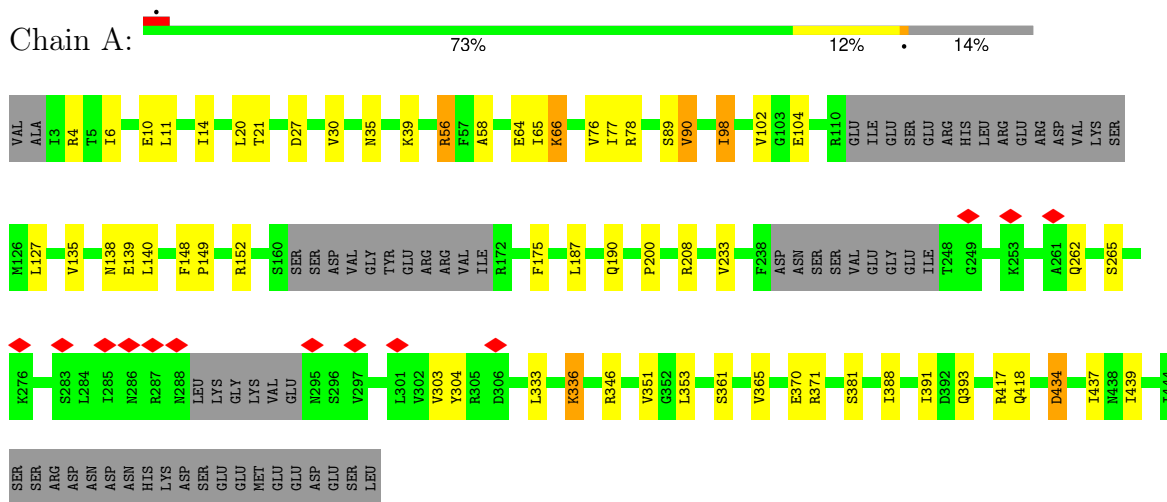 Chain A:
73% 12% • 14%
VAL ALA I3 R4 T5 I6 E10 L11 I14 L20 T21 D27 V30 N35 K39 R56 F57 A58 E64 I65 K66 V76 I77 R78 S89 V90 I98 V102 G103 E104 R110 GLU ILE GLU SER GLU ARG HIS LEU ARG GLU ARG ASP VAL LYS SER
M126 L127 V135 N138 E139 L140 F148 P149 R152 S160 SER SER ASP VAL GLY TYR GLU ARG ARG VAL ILE R172 F175 L187 Q190 P200 R208 V233 F238 ASP ASN SER SER VAL GLU GLY GLU ILE T248 G249 K253 A261 Q262 S265
K276 S283 L284 I285 N286 R287 N288 LEU LYS GLY LYS VAL GLU N295 S296 V297 L301 V302 V303 Y304 R305 D306 L333 K336 R346 V351 G352 L353 S361 V365 E370 R371 S381 I388 I391 D392 Q393 R417 Q418 D434 I437 N438 I439
SER SER ARG ASP ASN ASP ASN HIS LYS ASP SER GLU GLU MET GLU GLU ASP GLU SER LEU